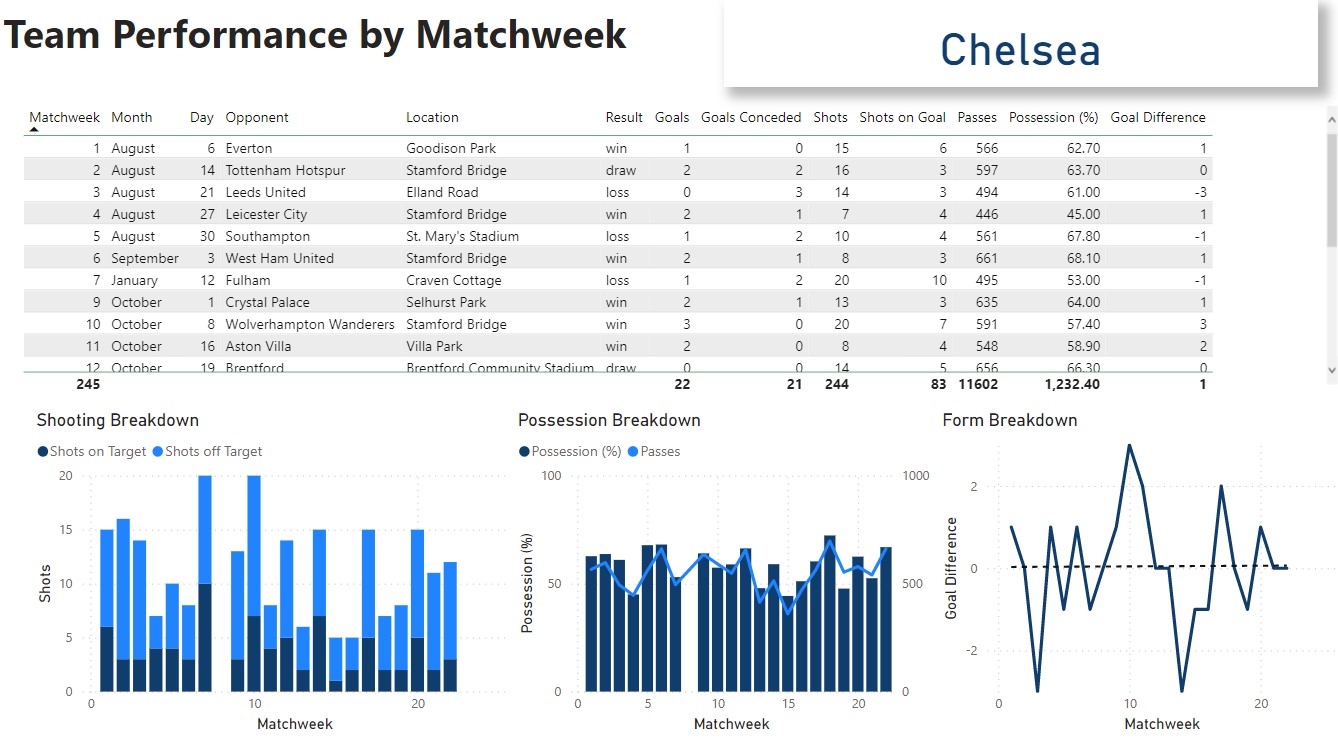 Team Performance by Matchweek
Chelsea
Matchweek Month Day Opponent Location Result Goals Goals Conceded Shots Shots on Goal Passes Possession (%) Goal Difference
1 August 6 Everton Goodison Park win 1 0 15 6 566 62.70 1
2 August 14 Tottenham Hotspur Stamford Bridge draw 2 2 16 3 597 63.70 0
3 August 21 Leeds United Elland Road loss 0 3 14 3 494 61.00 -3
4 August 27 Leicester City Stamford Bridge win 2 1 7 4 446 45.00 1
5 August 30 Southampton St. Mary's Stadium loss 1 2 10 4 561 67.80 -1
6 September 3 West Ham United Stamford Bridge win 2 1 8 3 661 68.10 1
7 January 12 Fulham Craven Cottage loss 1 2 20 10 495 53.00 -1
9 October 1 Crystal Palace Selhurst Park win 2 1 13 3 635 64.00 1
10 October 8 Wolverhampton Wanderers Stamford Bridge win 3 0 20 7 591 57.40 3
11 October 16 Aston Villa Villa Park win 2 0 8 4 548 58.90 2
12 October 19 Brentford Brentford Community Stadium draw 0 0 14 5 656 66.30 0
245 22 21 244 83 11602 1,232.40 1
Shooting Breakdown
Shots on Target Shots off Target
20
15
10
5
0
Shots
0 10 20
Matchweek
Possession Breakdown
Possession (%) Passes
100
50
0
Possession (%)
1000
500
0
0 5 10 15 20
Matchweek
Form Breakdown
2
0
-2
Goal Difference
0 10 20
Matchweek